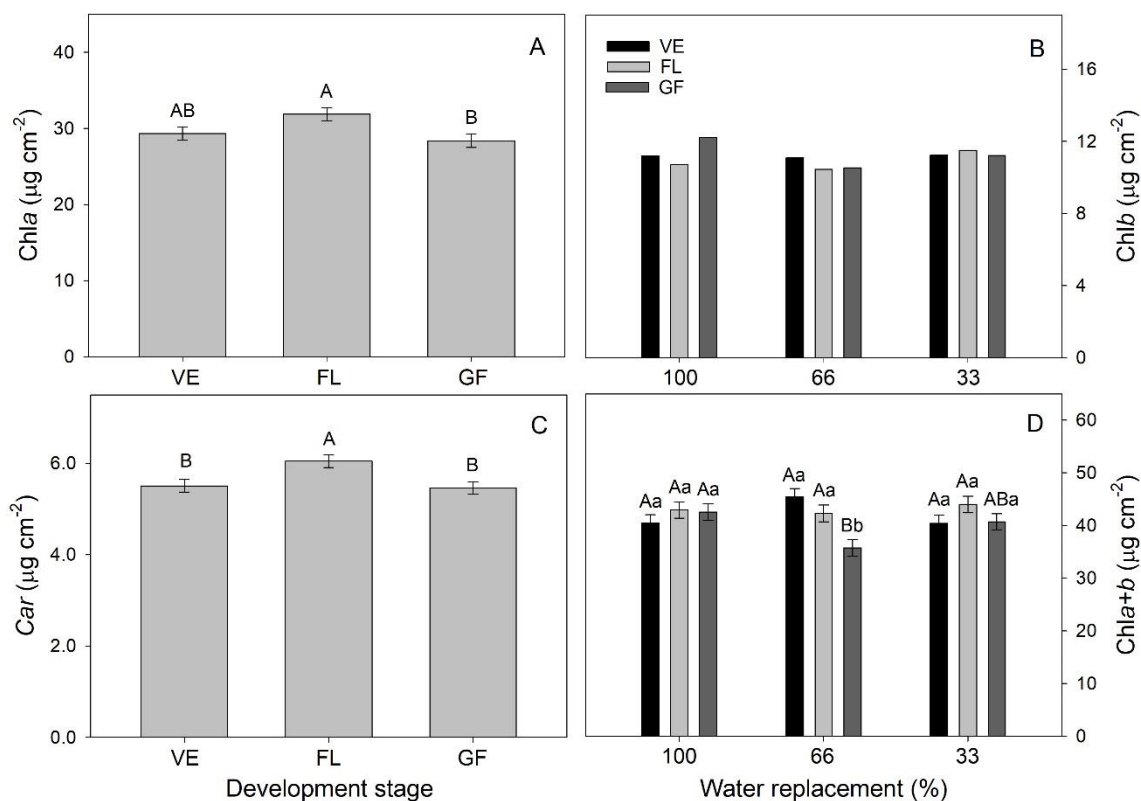 A
Chla (µg cm-2)
40
30
20
10
0
AB
A
B
VE
FL
GF
B
VE
FL
GF
16
12
8
4
0
Chlb (µg cm-2)
100
66
33
C
Car (µg cm-2)
6.0
4.0
2.0
0.0
B
A
B
VE
FL
GF
Development stage
D
60
50
40
30
20
10
0
Chla+b (µg cm-2)
Aa Aa Aa
Aa Aa Bb
Aa Aa ABa
100
66
33
Water replacement (%)